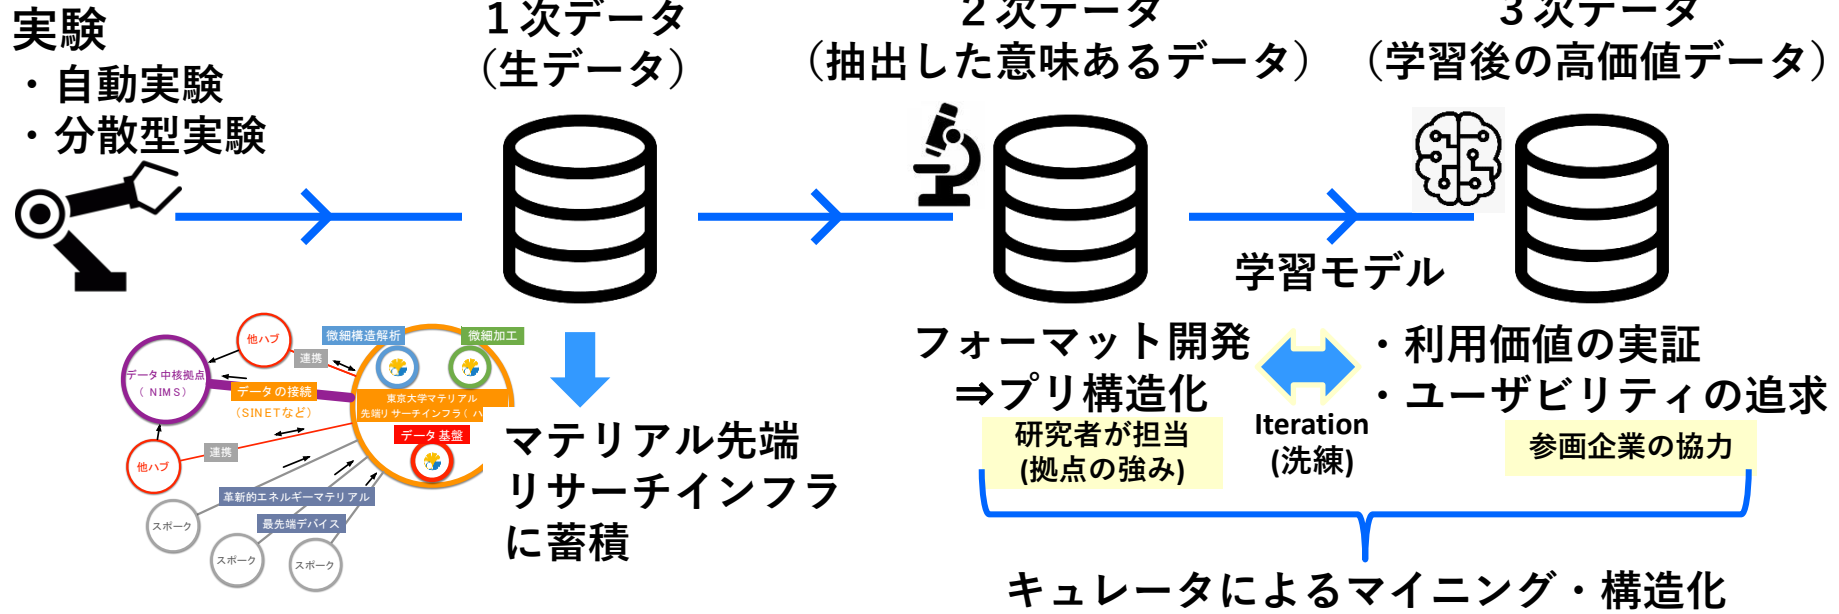 実験
・自動実験
・分散型実験
１次データ
（生データ）
２次データ
（抽出した意味あるデータ）
３次データ
（学習後の高価値データ）
学習モデル
他ハブ
連携
データ中核拠点
（ NIMS）
データの接続
（SINETなど）
他ハブ
連携
微細構造解析
微細加工
東京大学マテリアル
先端リサーチインフラ（ ハ
データ基盤
革新的エネルギーマテリアル
最先端デバイス
スポーク
スポーク
スポーク
マテリアル先端
リサーチインフラ
に蓄積
フォーマット開発
⇒プリ構造化
研究者が担当
(拠点の強み)
Iteration
(洗練)
・利用価値の実証
・ユーザビリティの追求
参画企業の協力
キュレータによるマイニング・構造化